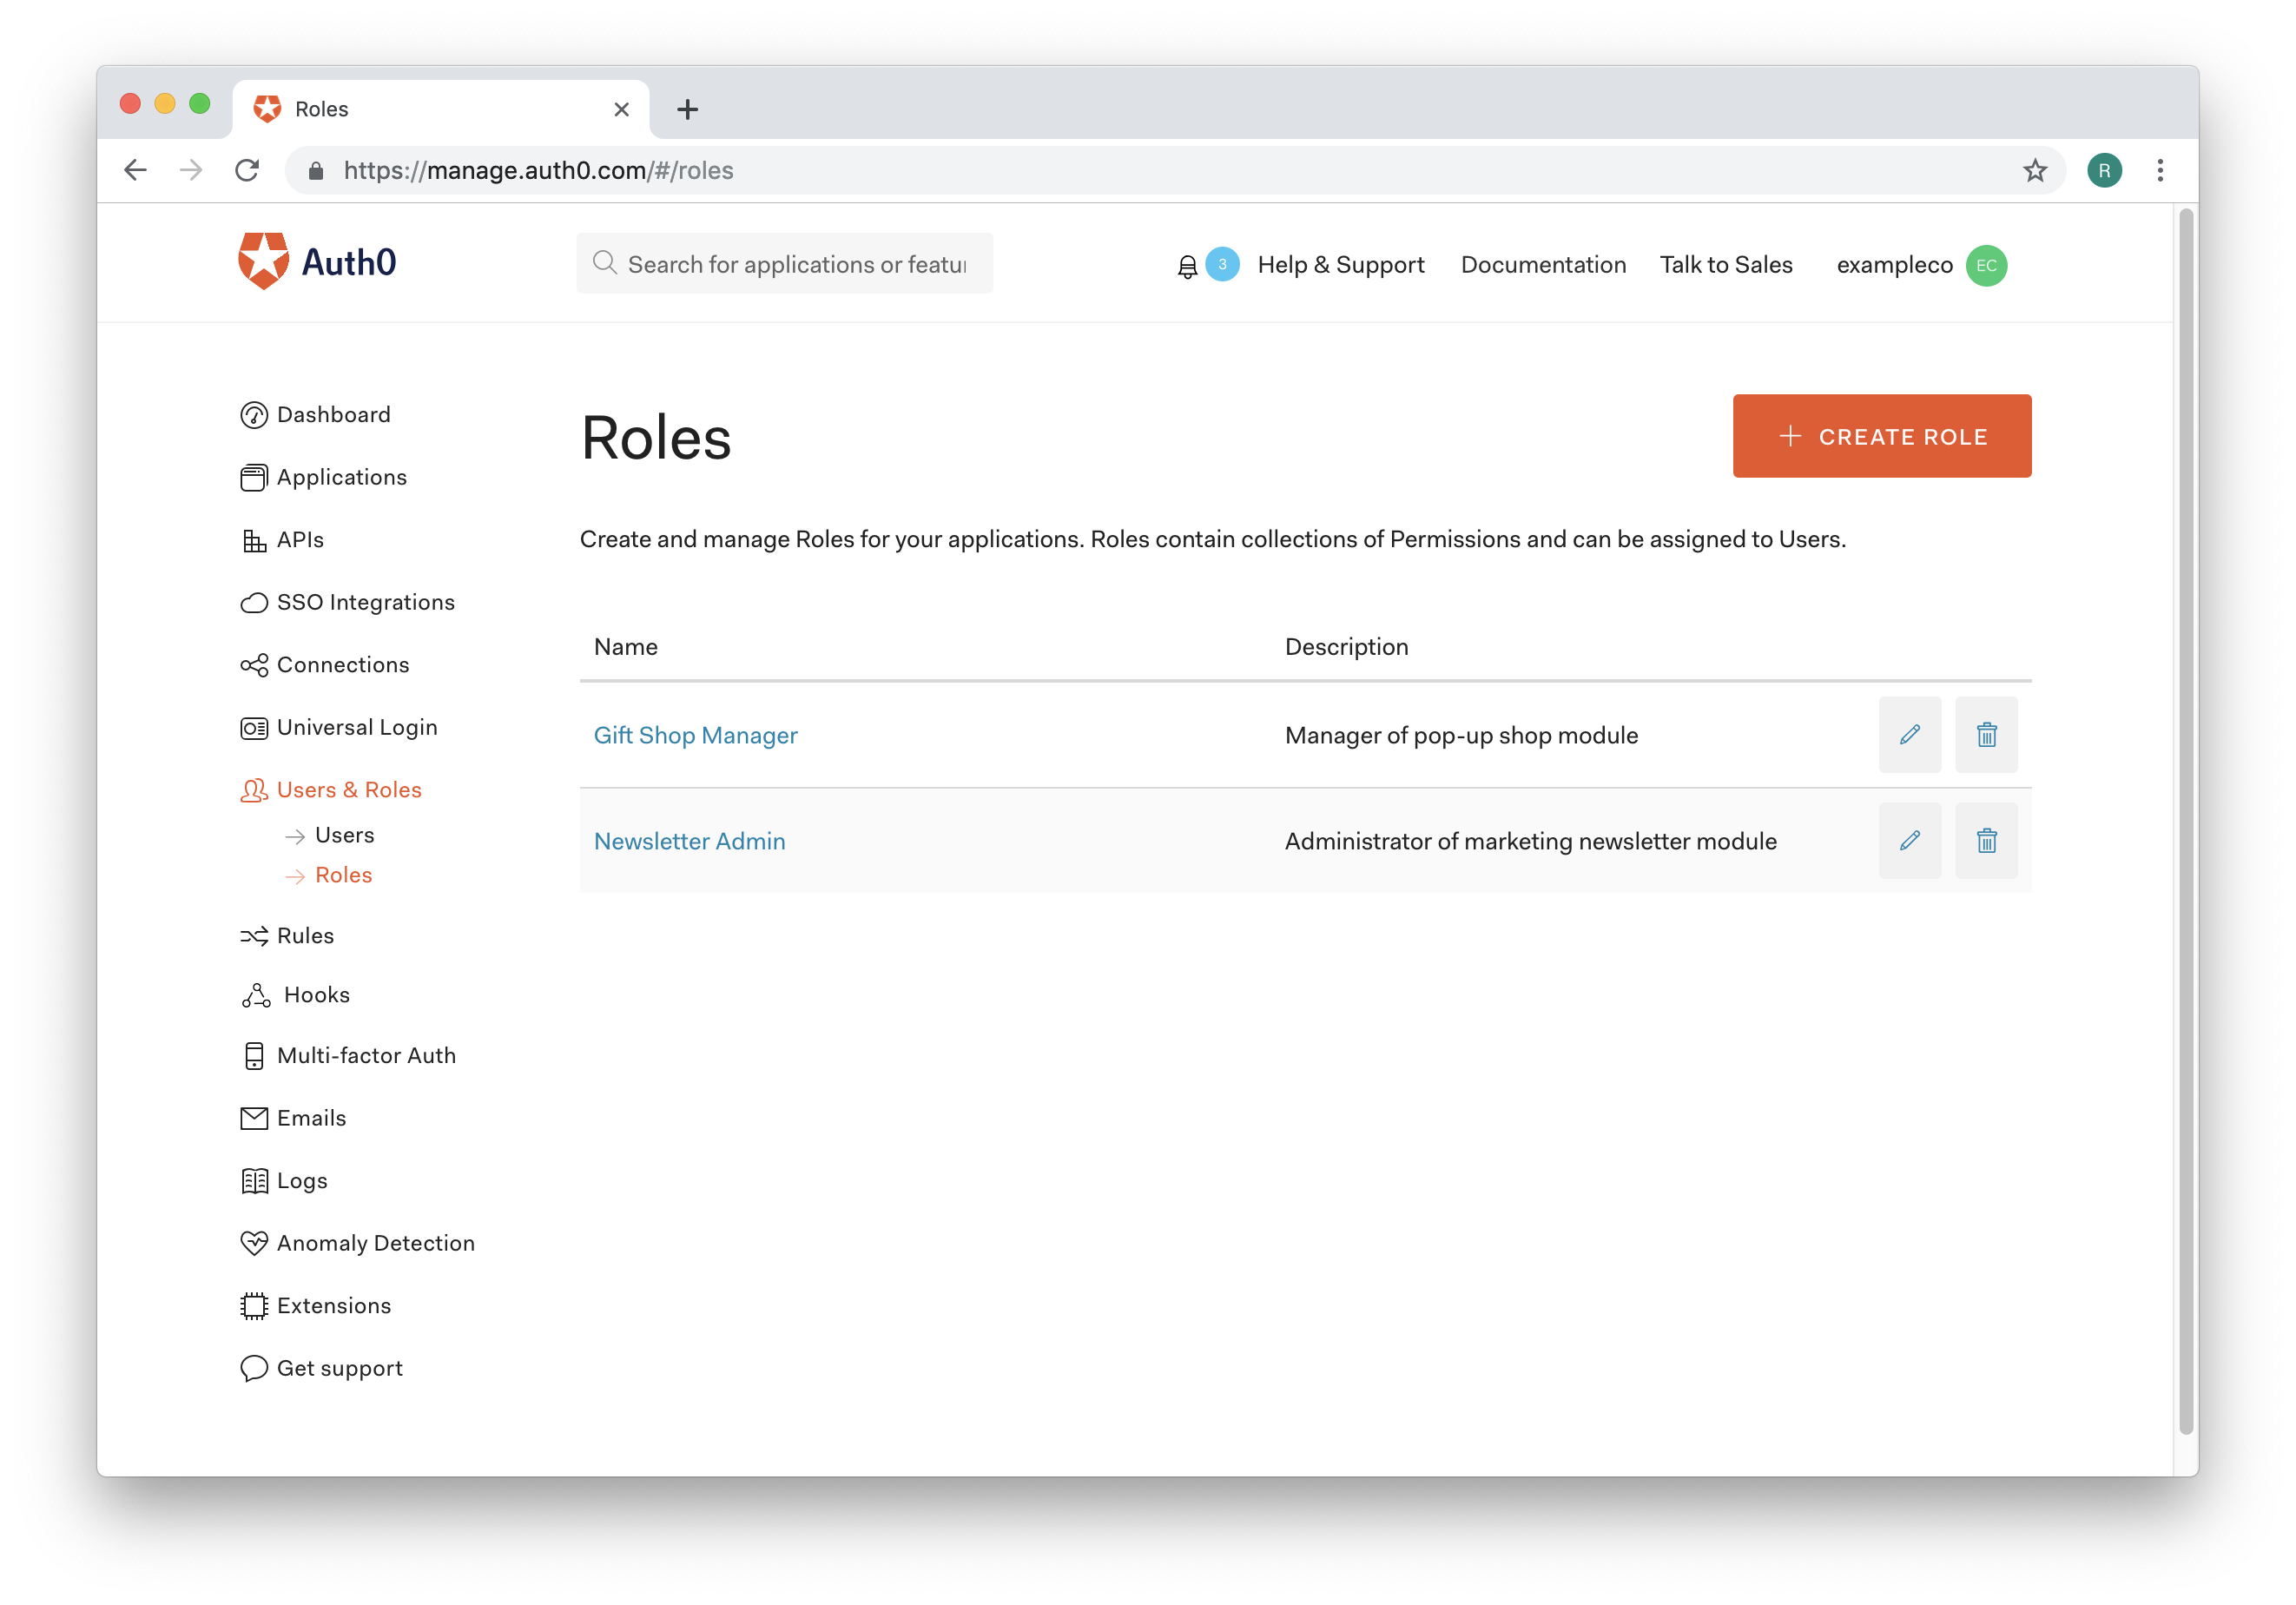 Roles
https://manage.auth0.com/#/roles
R
Auth0
Search for applications or featu
3
Help & Support
Documentation
Talk to Sales
exampleco
EC
Dashboard
Applications
APIs
SSO Integrations
Connections
Universal Login
Users & Roles
Users
Roles
Rules
Hooks
Multi-factor Auth
Emails
Logs
Anomaly Detection
Extensions
Get support
Roles
CREATE ROLE
Create and manage Roles for your applications. Roles contain collections of Permissions and can be assigned to Users.
Name Description
Gift Shop Manager Manager of pop-up shop module
Newsletter Admin Administrator of marketing newsletter module